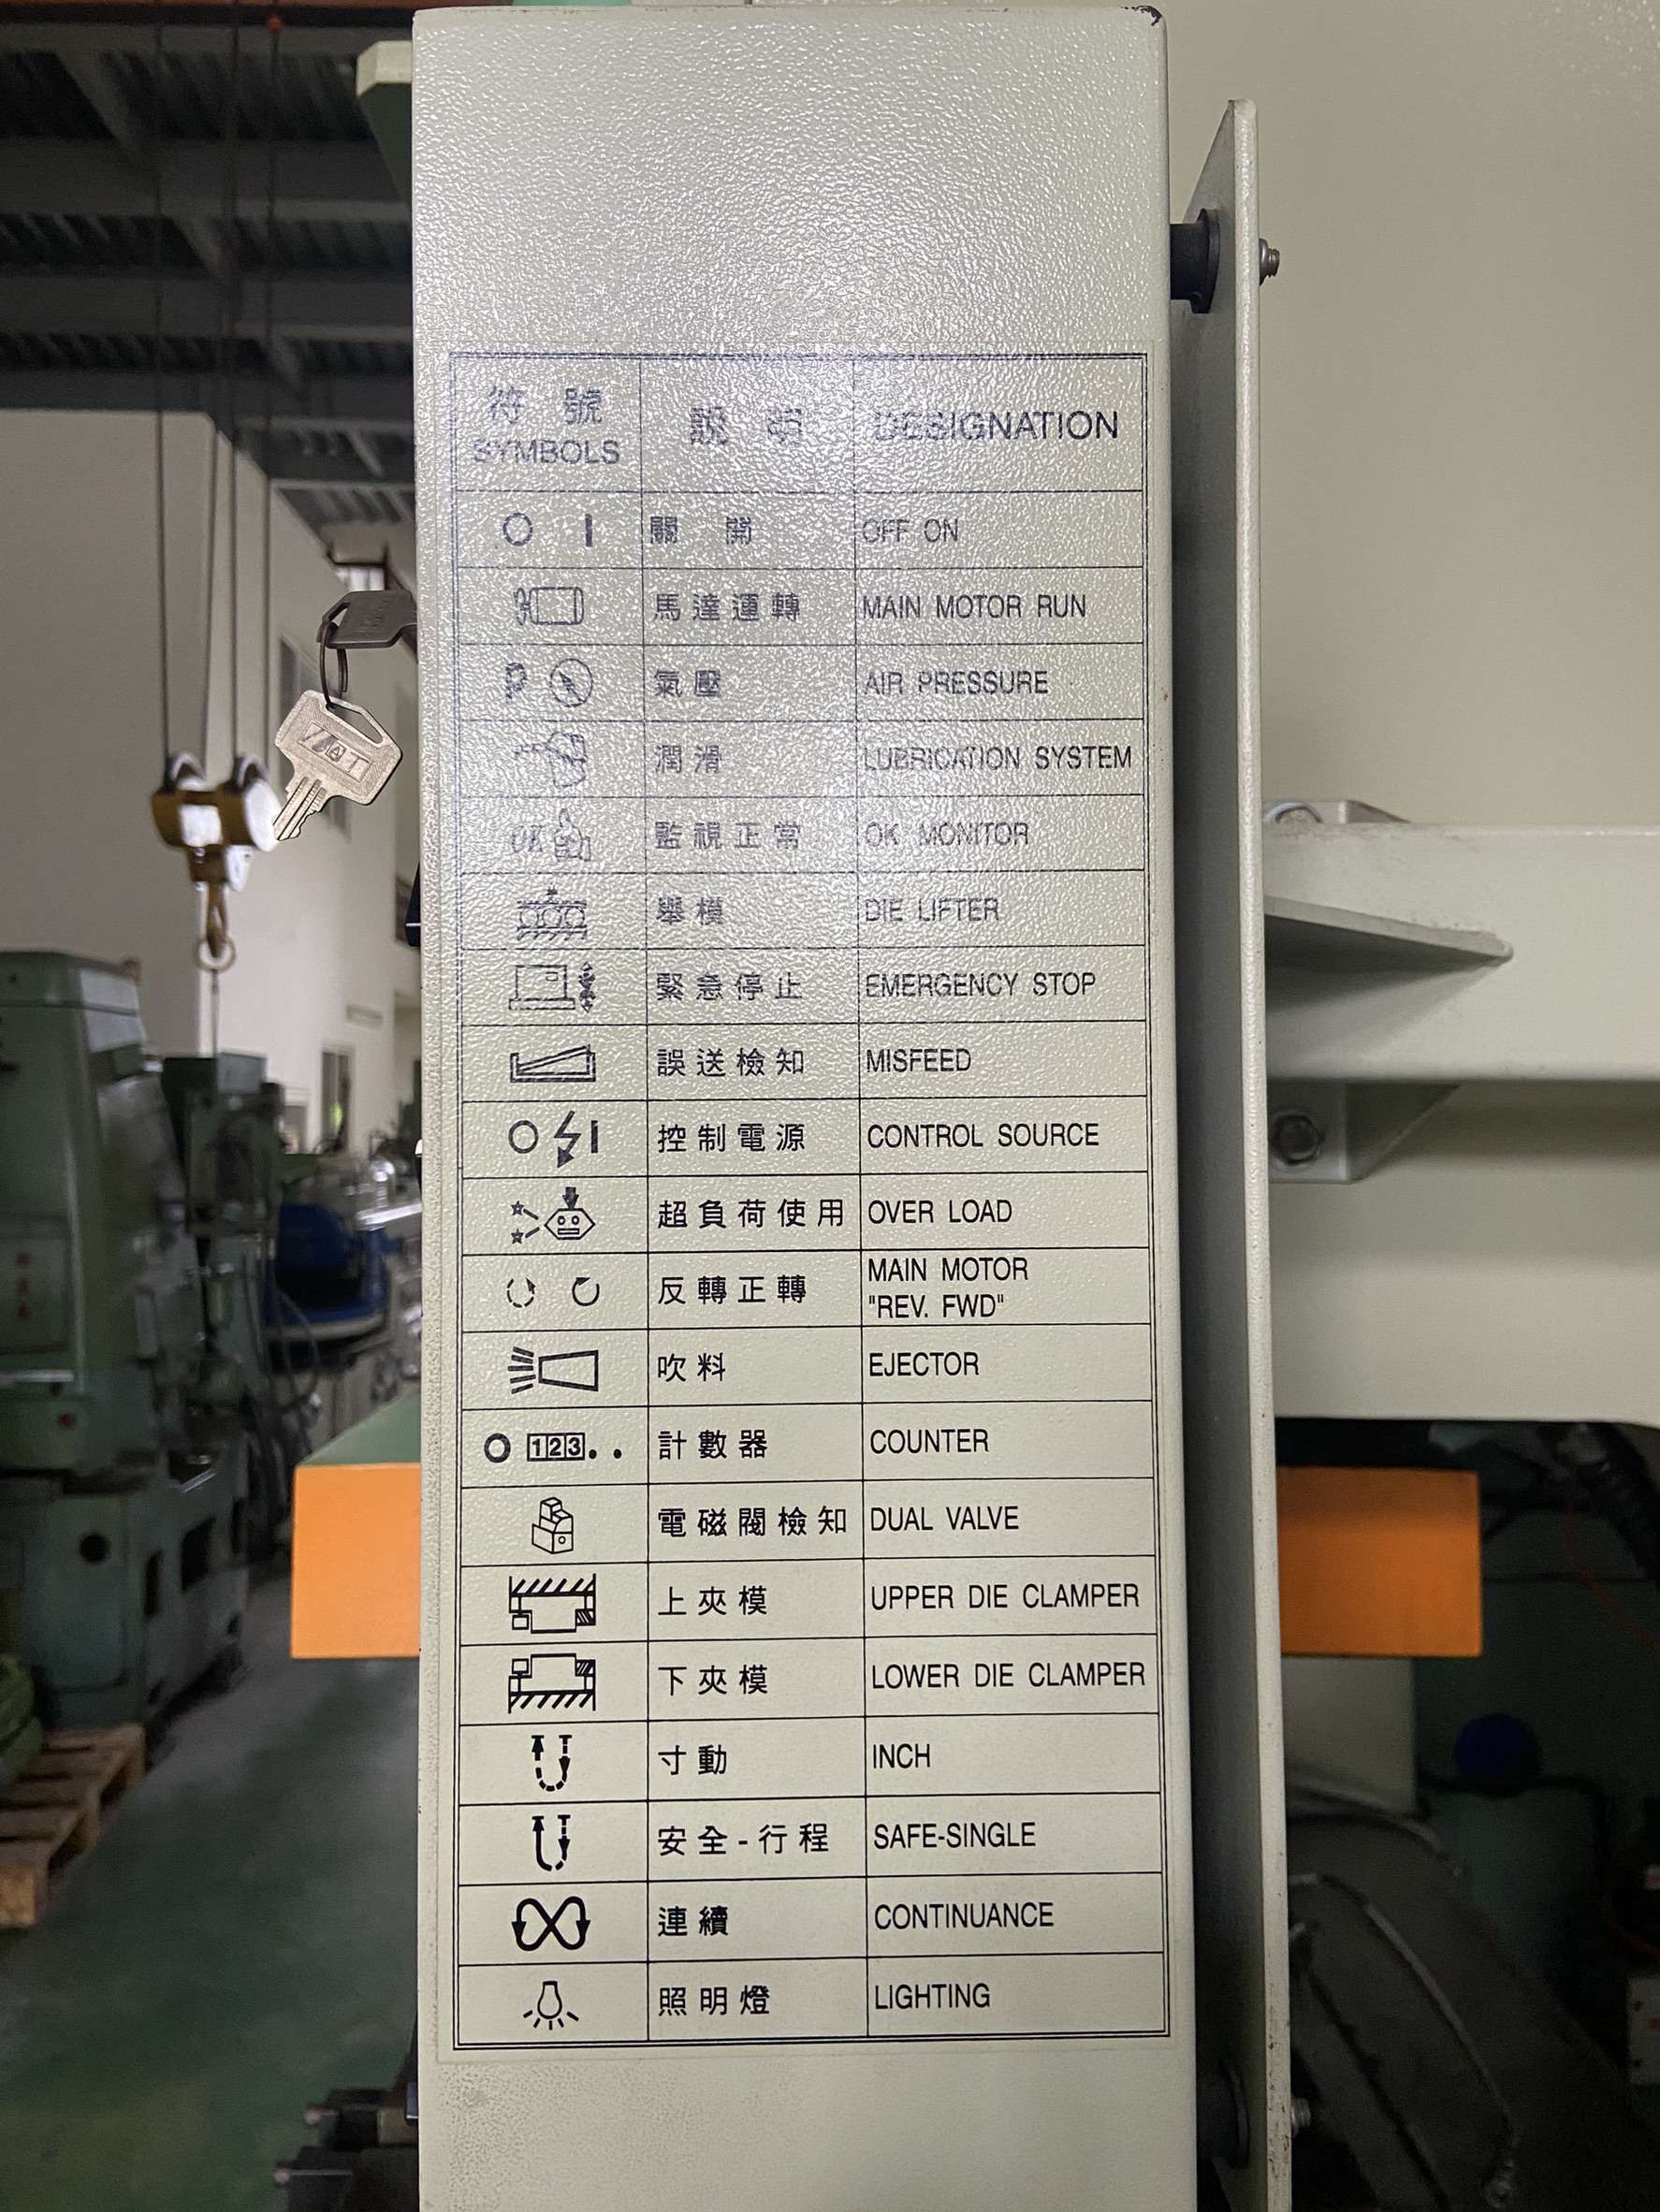 符 號 說 明 DESIGNATION
SYMBOLS
O I 關 開 OFF ON
馬達運轉 MAIN MOTOR RUN
P 氣壓 AIR PRESSURE
潤滑 LUBRICATION SYSTEM
OK 監視正常 OK MONITOR
舉模 DIE LIFTER
緊急停止 EMERGENCY STOP
誤送檢知 MISFEED
O I 控制電源 CONTROL SOURCE
超負荷使用 OVER LOAD
反轉正轉 MAIN MOTOR
"REV. FWD"
吹料 EJECTOR
O 123.. 計數器 COUNTER
電磁閥檢知 DUAL VALVE
上夾模 UPPER DIE CLAMPER
下夾模 LOWER DIE CLAMPER
寸動 INCH
安全-行程 SAFE-SINGLE
連續 CONTINUANCE
照明燈 LIGHTING